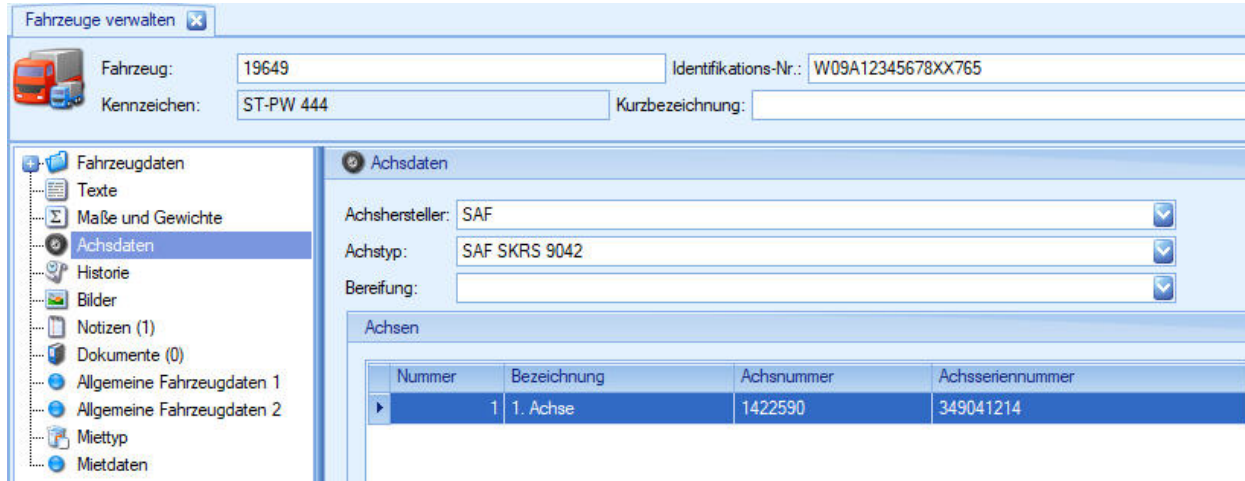 Fahrzeuge verwalten
Fahrzeug: 19649 Identifikations-Nr.: W09A12345678XX765
Kennzeichen: ST-PW 444 Kurzbezeichnung:
Fahrzeugdaten
Texte
Maße und Gewichte
Achsdaten
Historie
Bilder
Notizen (1)
Dokumente (0)
Allgemeine Fahrzeugdaten 1
Allgemeine Fahrzeugdaten 2
Miettyp
Mietdaten
Achsdaten
Achshersteller: SAF
Achstyp: SAF SKRS 9042
Bereifung:
Achsen
Nummer Bezeichnung Achsnummer Achsseriennummer
1 1. Achse 1422590 349041214